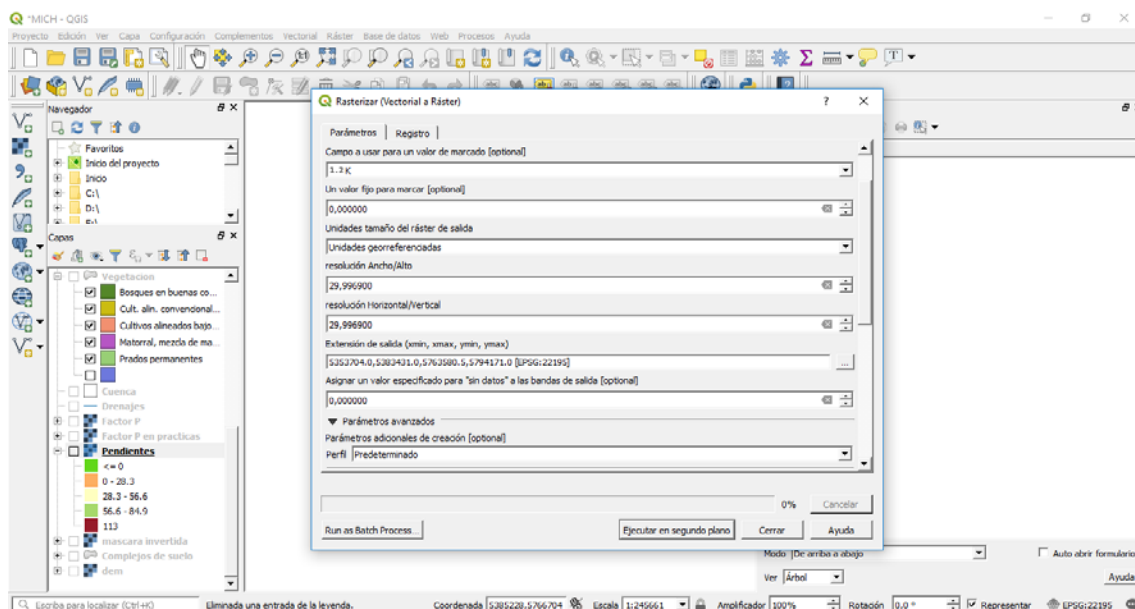 *MICH - QGIS
Proyecto Edición Ver Capa Configuración Complementos Vectorial Ráster Base de datos Web Procesos Ayuda
Navegador
Favoritos
Inicio del proyecto
Inicio
C:\
D:\
E:\
Capas
Vegetacion
Bosques en buenas co...
Cult. alin. convencional...
Cultivos alineados bajo...
Matorral, mezcla de ma...
Prados permanentes
Cuenca
Drenajes
Factor P
Factor P en practicas
Pendientes
<= 0
0 - 28.3
28.3 - 56.6
56.6 - 84.9
113
mascara invertida
Complejos de suelo
dem
Rasterizar (Vectorial a Ráster)
? ×
Parámetros
Registro
Campo a usar para un valor de marcado [optional]
1.2 K
Un valor fijo para marcar [optional]
0,000000
Unidades tamaño del ráster de salida
Unidades georreferenciadas
resolución Ancho/Alto
29,996900
resolución Horizontal/Vertical
29,996900
Extensión de salida (xmin, xmax, ymin, ymax)
5353704.0,5383431.0,5763580.5,5794171.0 [EPSG:22195]
...
Asignar un valor especificado para "sin datos" a las bandas de salida [optional]
0,000000
Parámetros avanzados
Parámetros adicionales de creación [optional]
Perfil Predeterminado
0%
Cancelar
Run as Batch Process...
Ejecutar en segundo plano
Cerrar
Ayuda
Modo De arriba a abajo
Auto abrir formulario
Ver Árbol
Ayuda
Escriba para localizar (Ctrl+K)
Eliminada una entrada de la leyenda.
Coordenada 5385228,5766704
Escala 1:245661
Amplificador 100%
Rotación 0.0 °
Representar
EPSG:22195